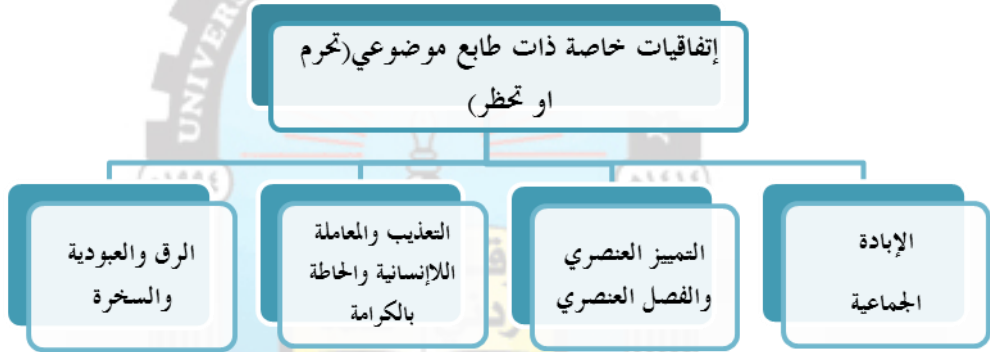 إتفاقيات خاصة ذات طابع موضوعي(تحرم
او تحظر)
الإبادة
الجماعية
التمييز العنصري
والفصل العنصري
التعذيب والمعاملة
اللاإنسانية والحاطة
بالكرامة
الرق والعبودية
والسخرة